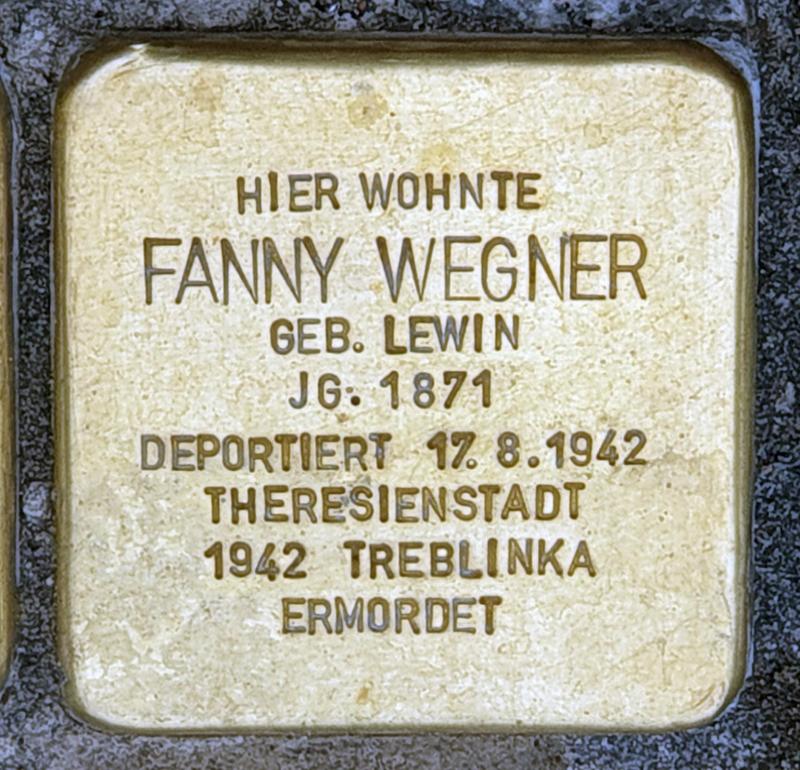 HIER WOHNTE
FANNY WEGNER
GEB. LEWIN
JG. 1871
DEPORTIERT 17. 8.1942
THERESIENSTADT
1942 TREBLINKA
ERMORDET